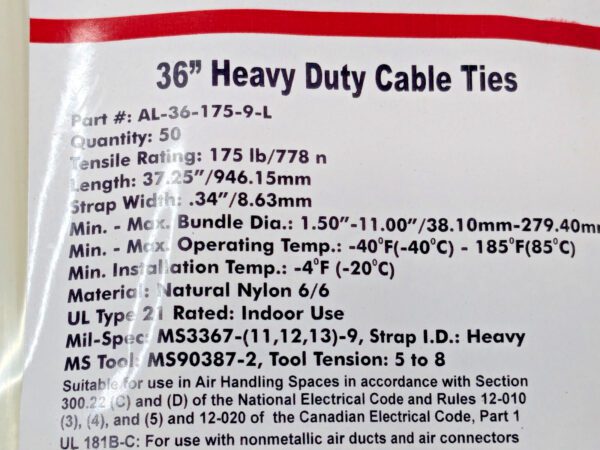 36” Heavy Duty Cable Ties
Part #: AL-36-175-9-L
Quantity: 50
Tensile Rating: 175 lb/778 n
Length: 37.25”/946.15mm
Strap Width: .34”/8.63mm
Min. - Max. Bundle Dia.: 1.50”-11.00”/38.10mm-279.40mm
Min. - Max. Operating Temp.: -40°F(-40°C) - 185°F(85°C)
Min. Installation Temp.: -4°F (-20°C)
Material: Natural Nylon 6/6
UL Type 21 Rated: Indoor Use
Mil-Spec: MS3367-(11,12,13)-9, Strap I.D.: Heavy
MS Tool: MS90387-2, Tool Tension: 5 to 8
Suitable for use in Air Handling Spaces in accordance with Section
300.22 (C) and (D) of the National Electrical Code and Rules 12-010
(3), (4), and (5) and 12-020 of the Canadian Electrical Code, Part 1
UL 181B-C: For use with nonmetallic air ducts and air connectors